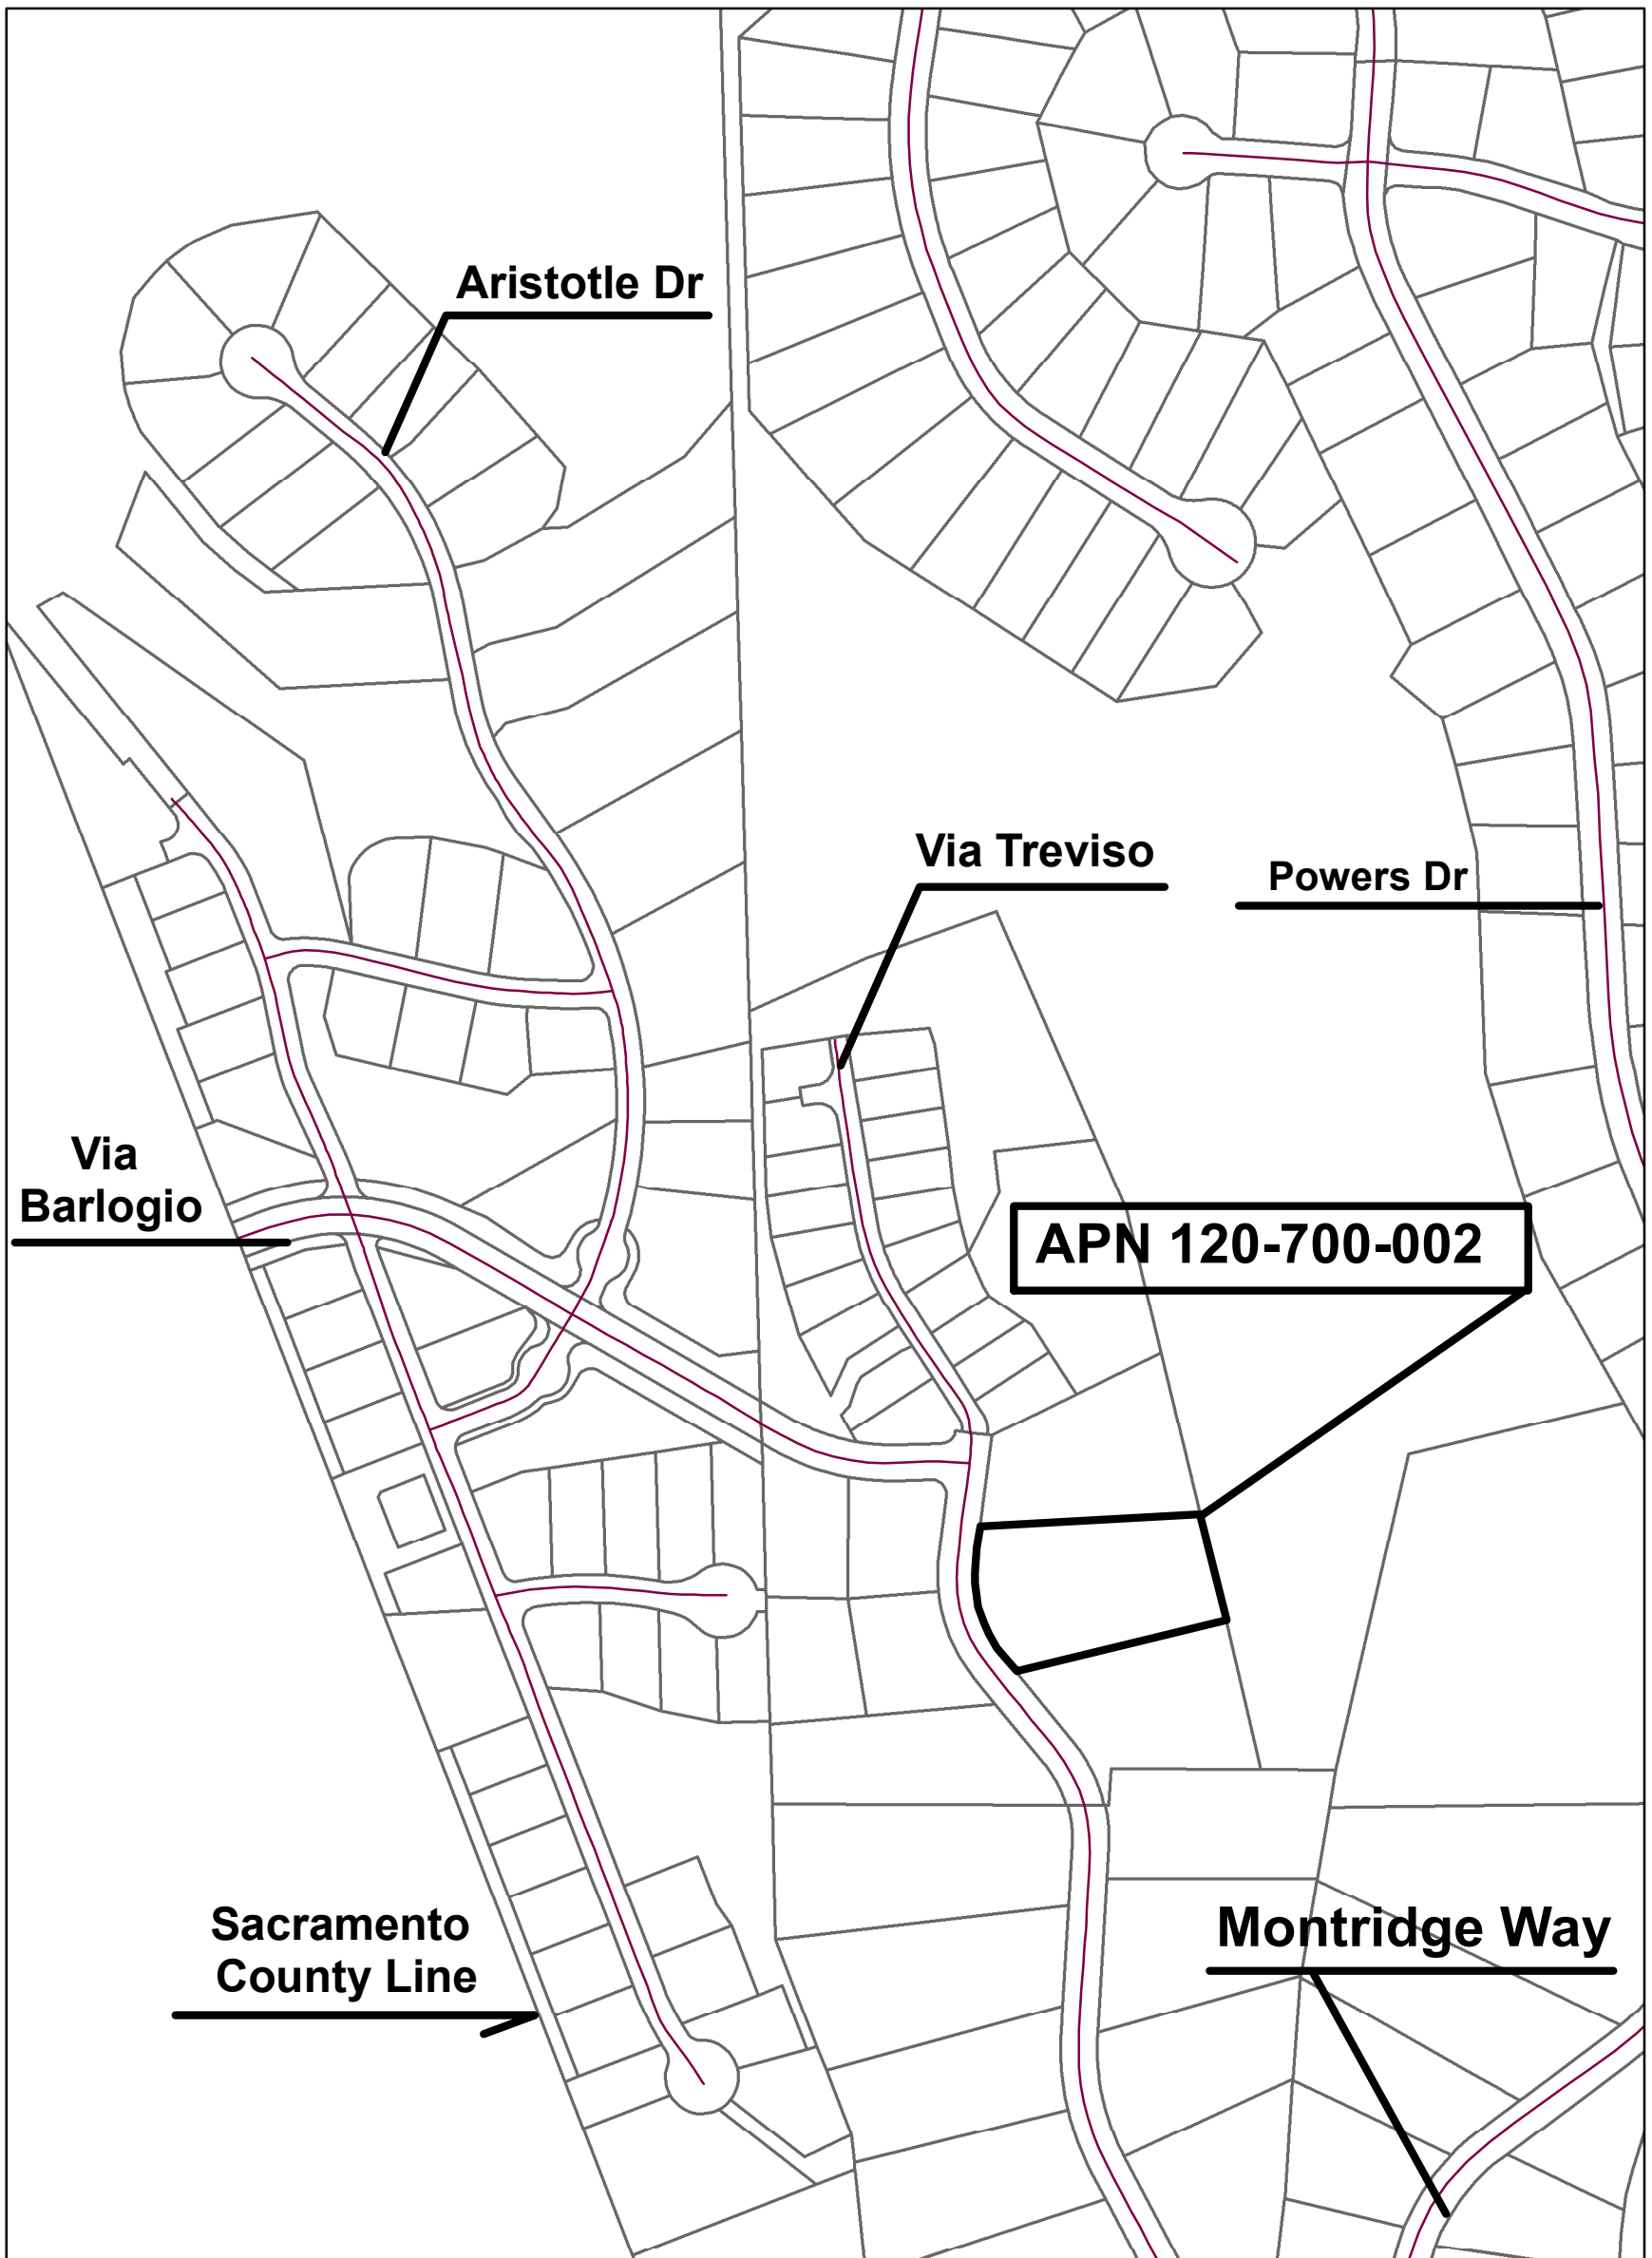 Aristotle Dr
Via Treviso
Powers Dr
Via
Barlogio
APN 120-700-002
Sacramento
County Line
Montridge Way